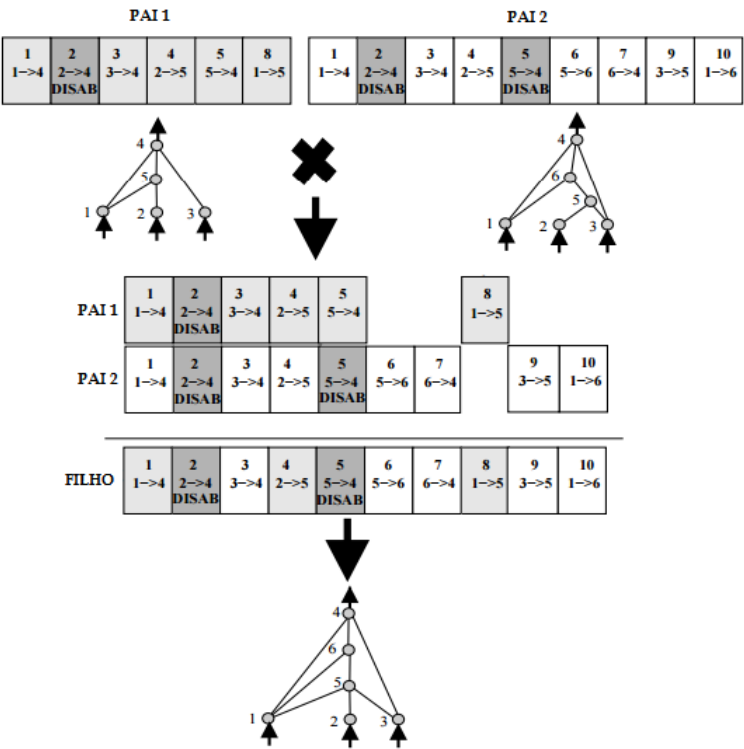 PAI 1 PAI 2
1 2 3 4 5 8 1 2 3 4 5 6 7 9 10
1−>4 2−>4 3−>4 2−>5 5−>4 1−>5 1−>4 2−>4 3−>4 2−>5 5−>4 5−>6 6−>4 3−>5 1−>6
DISAB DISAB DISAB
4 4
5 6
5
1 2 3 1 2 3
PAI 1 1 2 3 4 5 8
1−>4 2−>4 3−>4 2−>5 5−>4 1−>5
DISAB
PAI 2 1 2 3 4 5 6 7 9 10
1−>4 2−>4 3−>4 2−>5 5−>4 5−>6 6−>4 3−>5 1−>6
DISAB DISAB
FILHO 1 2 3 4 5 6 7 8 9 10
1−>4 2−>4 3−>4 2−>5 5−>4 5−>6 6−>4 1−>5 3−>5 1−>6
DISAB DISAB
4
6
5
1 2 3